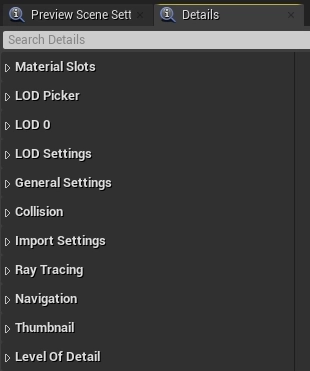 Preview Scene Sett
Details
Search Details
Material Slots
LOD Picker
LOD 0
LOD Settings
General Settings
Collision
Import Settings
Ray Tracing
Navigation
Thumbnail
Level Of Detail